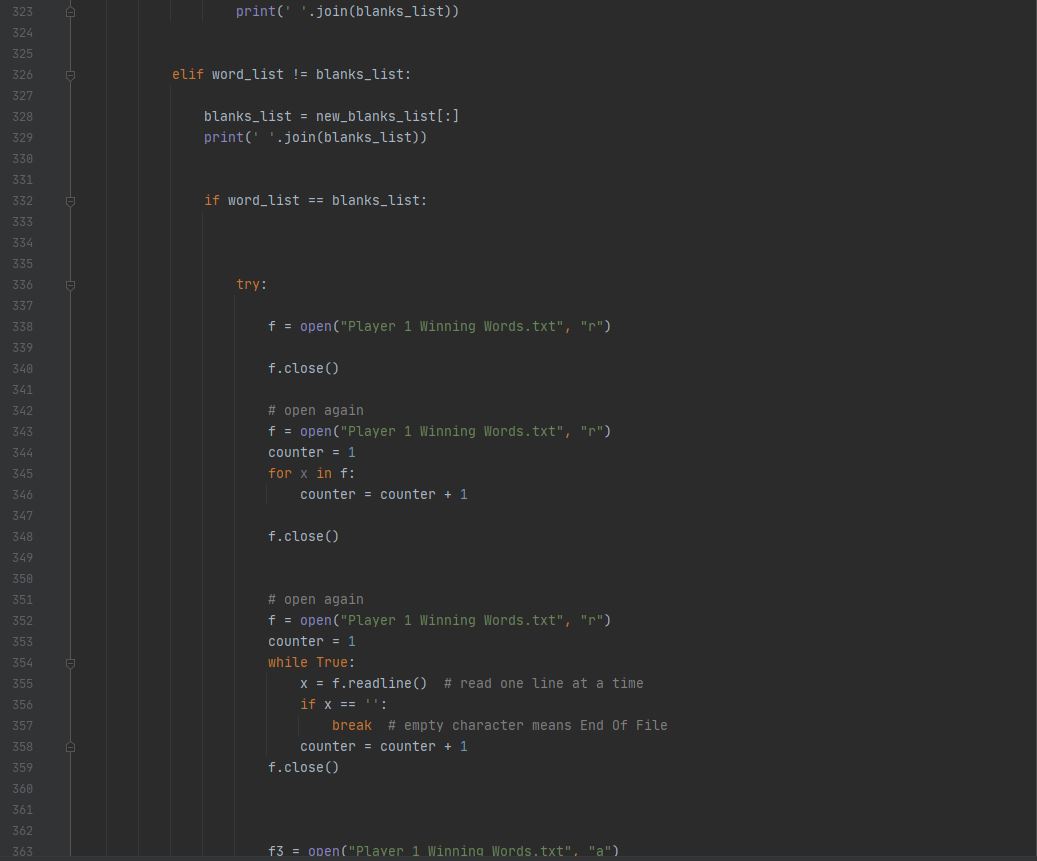 323 print(' '.join(blanks_list))
324
325
326 elif word_list != blanks_list:
327
328 blanks_list = new_blanks_list[:]
329 print(' '.join(blanks_list))
330
331
332 if word_list == blanks_list:
333
334
335
336 try:
337
338 f = open("Player 1 Winning Words.txt", "r")
339
340 f.close()
341
342 # open again
343 f = open("Player 1 Winning Words.txt", "r")
344 counter = 1
345 for x in f:
346 counter = counter + 1
347
348 f.close()
349
350
351 # open again
352 f = open("Player 1 Winning Words.txt", "r")
353 counter = 1
354 while True:
355 x = f.readline()  # read one line at a time
356 if x == '':
357 break  # empty character means End Of File
358 counter = counter + 1
359 f.close()
360
361
362
363 f3 = open("Player 1 Winning Words.txt", "a")